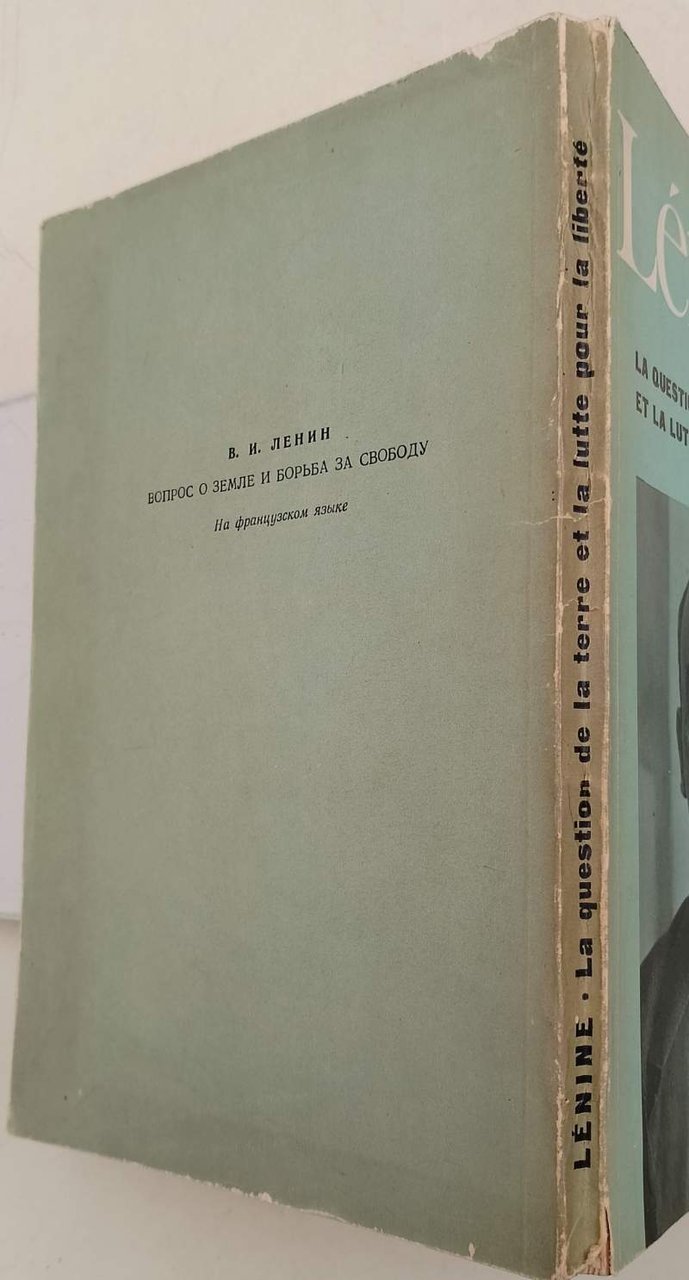 В. И. ЛЕНИН
ВОПРОС О ЗЕМЛЕ И БОРЬБА ЗА СВОБОДУ
На французском языке
LÉNINE · La question de la terre et la lutte pour la liberté
Lé
LA QUESTI
ET LA LUT